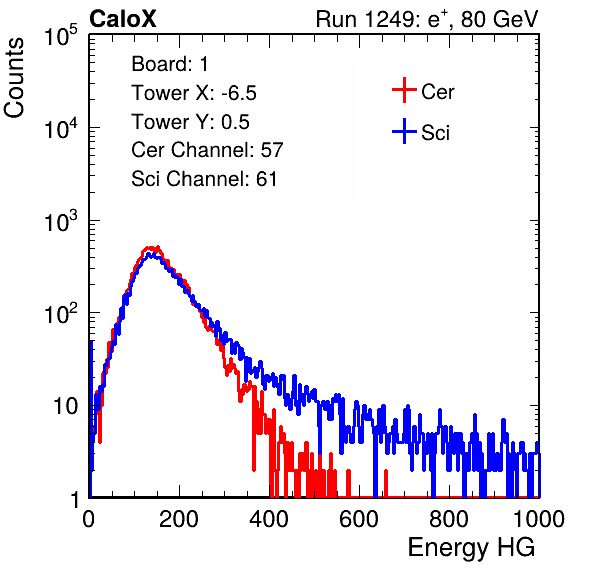 CaloX Run 1249: e⁺, 80 GeV
Board: 1
Tower X: -6.5
Tower Y: 0.5
Cer Channel: 57
Sci Channel: 61
Cer
Sci
Counts
10⁵
10⁴
10³
10²
10
1
0 200 400 600 800 1000
Energy HG